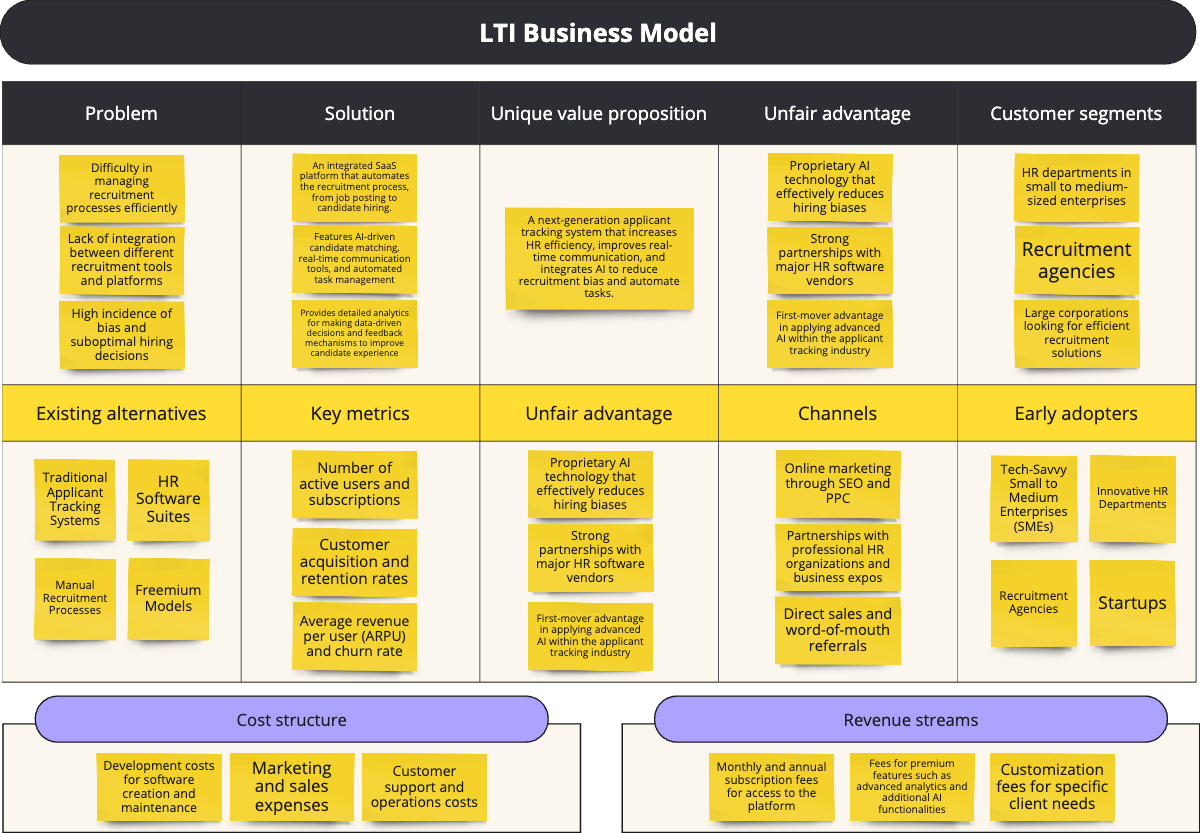 LTI Business Model
Problem
Solution
Unique value proposition
Unfair advantage
Customer segments
Difficulty in
managing
recruitment
processes efficiently
Lack of integration
between different
recruitment tools
and platforms
High incidence of
bias and
suboptimal hiring
decisions
An integrated SaaS
platform that automates
the recruitment process,
from job posting to
candidate hiring.
Features AI-driven
candidate matching,
real-time communication
tools, and automated
task management
Provides detailed analytics
for making data-driven
decisions and feedback
mechanisms to improve
candidate experience
A next-generation applicant
tracking system that increases
HR efficiency, improves real-
time communication, and
integrates AI to reduce
recruitment bias and automate
tasks.
Proprietary AI
technology that
effectively reduces
hiring biases
Strong
partnerships with
major HR software
vendors
First-mover advantage
in applying advanced
AI within the applicant
tracking industry
HR departments in
small to medium-
sized enterprises
Recruitment
agencies
Large corporations
looking for efficient
recruitment
solutions
Existing alternatives
Key metrics
Unfair advantage
Channels
Early adopters
Traditional
Applicant
Tracking
Systems
HR
Software
Suites
Manual
Recruitment
Processes
Freemium
Models
Number of
active users and
subscriptions
Customer
acquisition and
retention rates
Average revenue
per user (ARPU)
and churn rate
Proprietary AI
technology that
effectively reduces
hiring biases
Strong
partnerships with
major HR software
vendors
First-mover advantage
in applying advanced
AI within the applicant
tracking industry
Online marketing
through SEO and
PPC
Partnerships with
professional HR
organizations and
business expos
Direct sales and
word-of-mouth
referrals
Tech-Savvy
Small to
Medium
Enterprises
(SMEs)
Innovative HR
Departments
Recruitment
Agencies
Startups
Cost structure
Development costs
for software
creation and
maintenance
Marketing
and sales
expenses
Customer
support and
operations costs
Revenue streams
Monthly and annual
subscription fees
for access to the
platform
Fees for premium
features such as
advanced analytics and
additional AI
functionalities
Customization
fees for specific
client needs